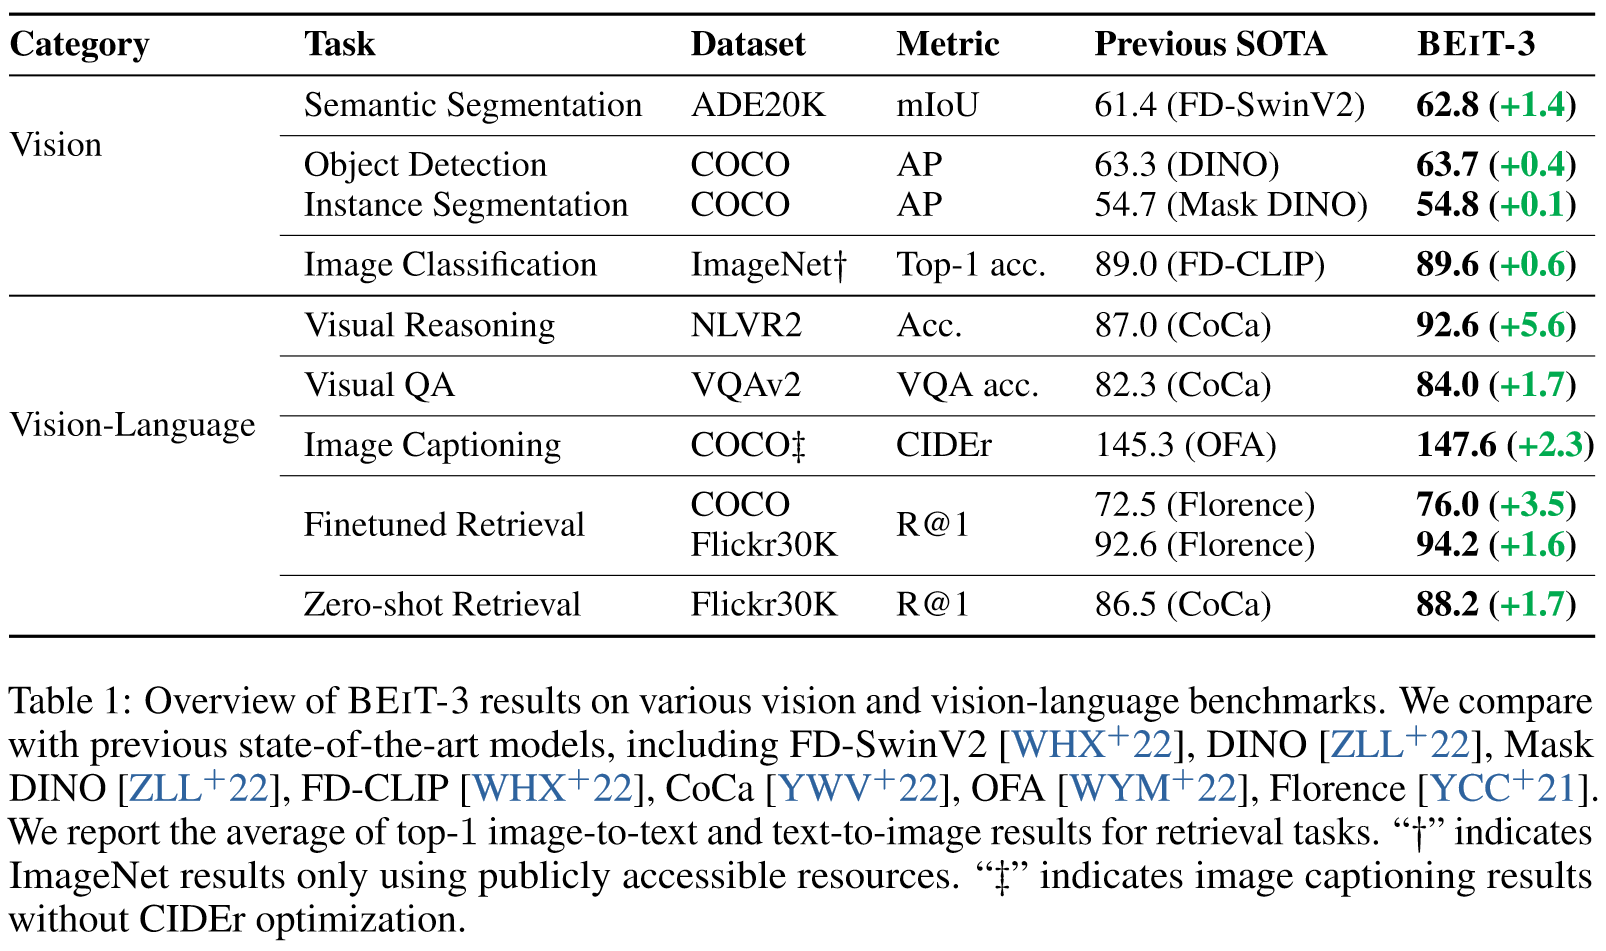 Category Task Dataset Metric Previous SOTA BEIT-3
Semantic Segmentation ADE20K mIoU 61.4 (FD-SwinV2) 62.8 (+1.4)
Vision
Object Detection COCO AP 63.3 (DINO) 63.7 (+0.4)
Instance Segmentation COCO AP 54.7 (Mask DINO) 54.8 (+0.1)
Image Classification ImageNet† Top-1 acc. 89.0 (FD-CLIP) 89.6 (+0.6)
Visual Reasoning NLVR2 Acc. 87.0 (CoCa) 92.6 (+5.6)
Visual QA VQAv2 VQA acc. 82.3 (CoCa) 84.0 (+1.7)
Vision-Language
Image Captioning COCO‡ CIDEr 145.3 (OFA) 147.6 (+2.3)
Finetuned Retrieval COCO R@1 72.5 (Florence) 76.0 (+3.5)
Flickr30K 92.6 (Florence) 94.2 (+1.6)
Zero-shot Retrieval Flickr30K R@1 86.5 (CoCa) 88.2 (+1.7)
Table 1: Overview of BEIT-3 results on various vision and vision-language benchmarks. We compare
with previous state-of-the-art models, including FD-SwinV2 [WHX+22], DINO [ZLL+22], Mask
DINO [ZLL+22], FD-CLIP [WHX+22], CoCa [YWV+22], OFA [WYM+22], Florence [YCC+21].
We report the average of top-1 image-to-text and text-to-image results for retrieval tasks. “†” indicates
ImageNet results only using publicly accessible resources. “‡” indicates image captioning results
without CIDEr optimization.